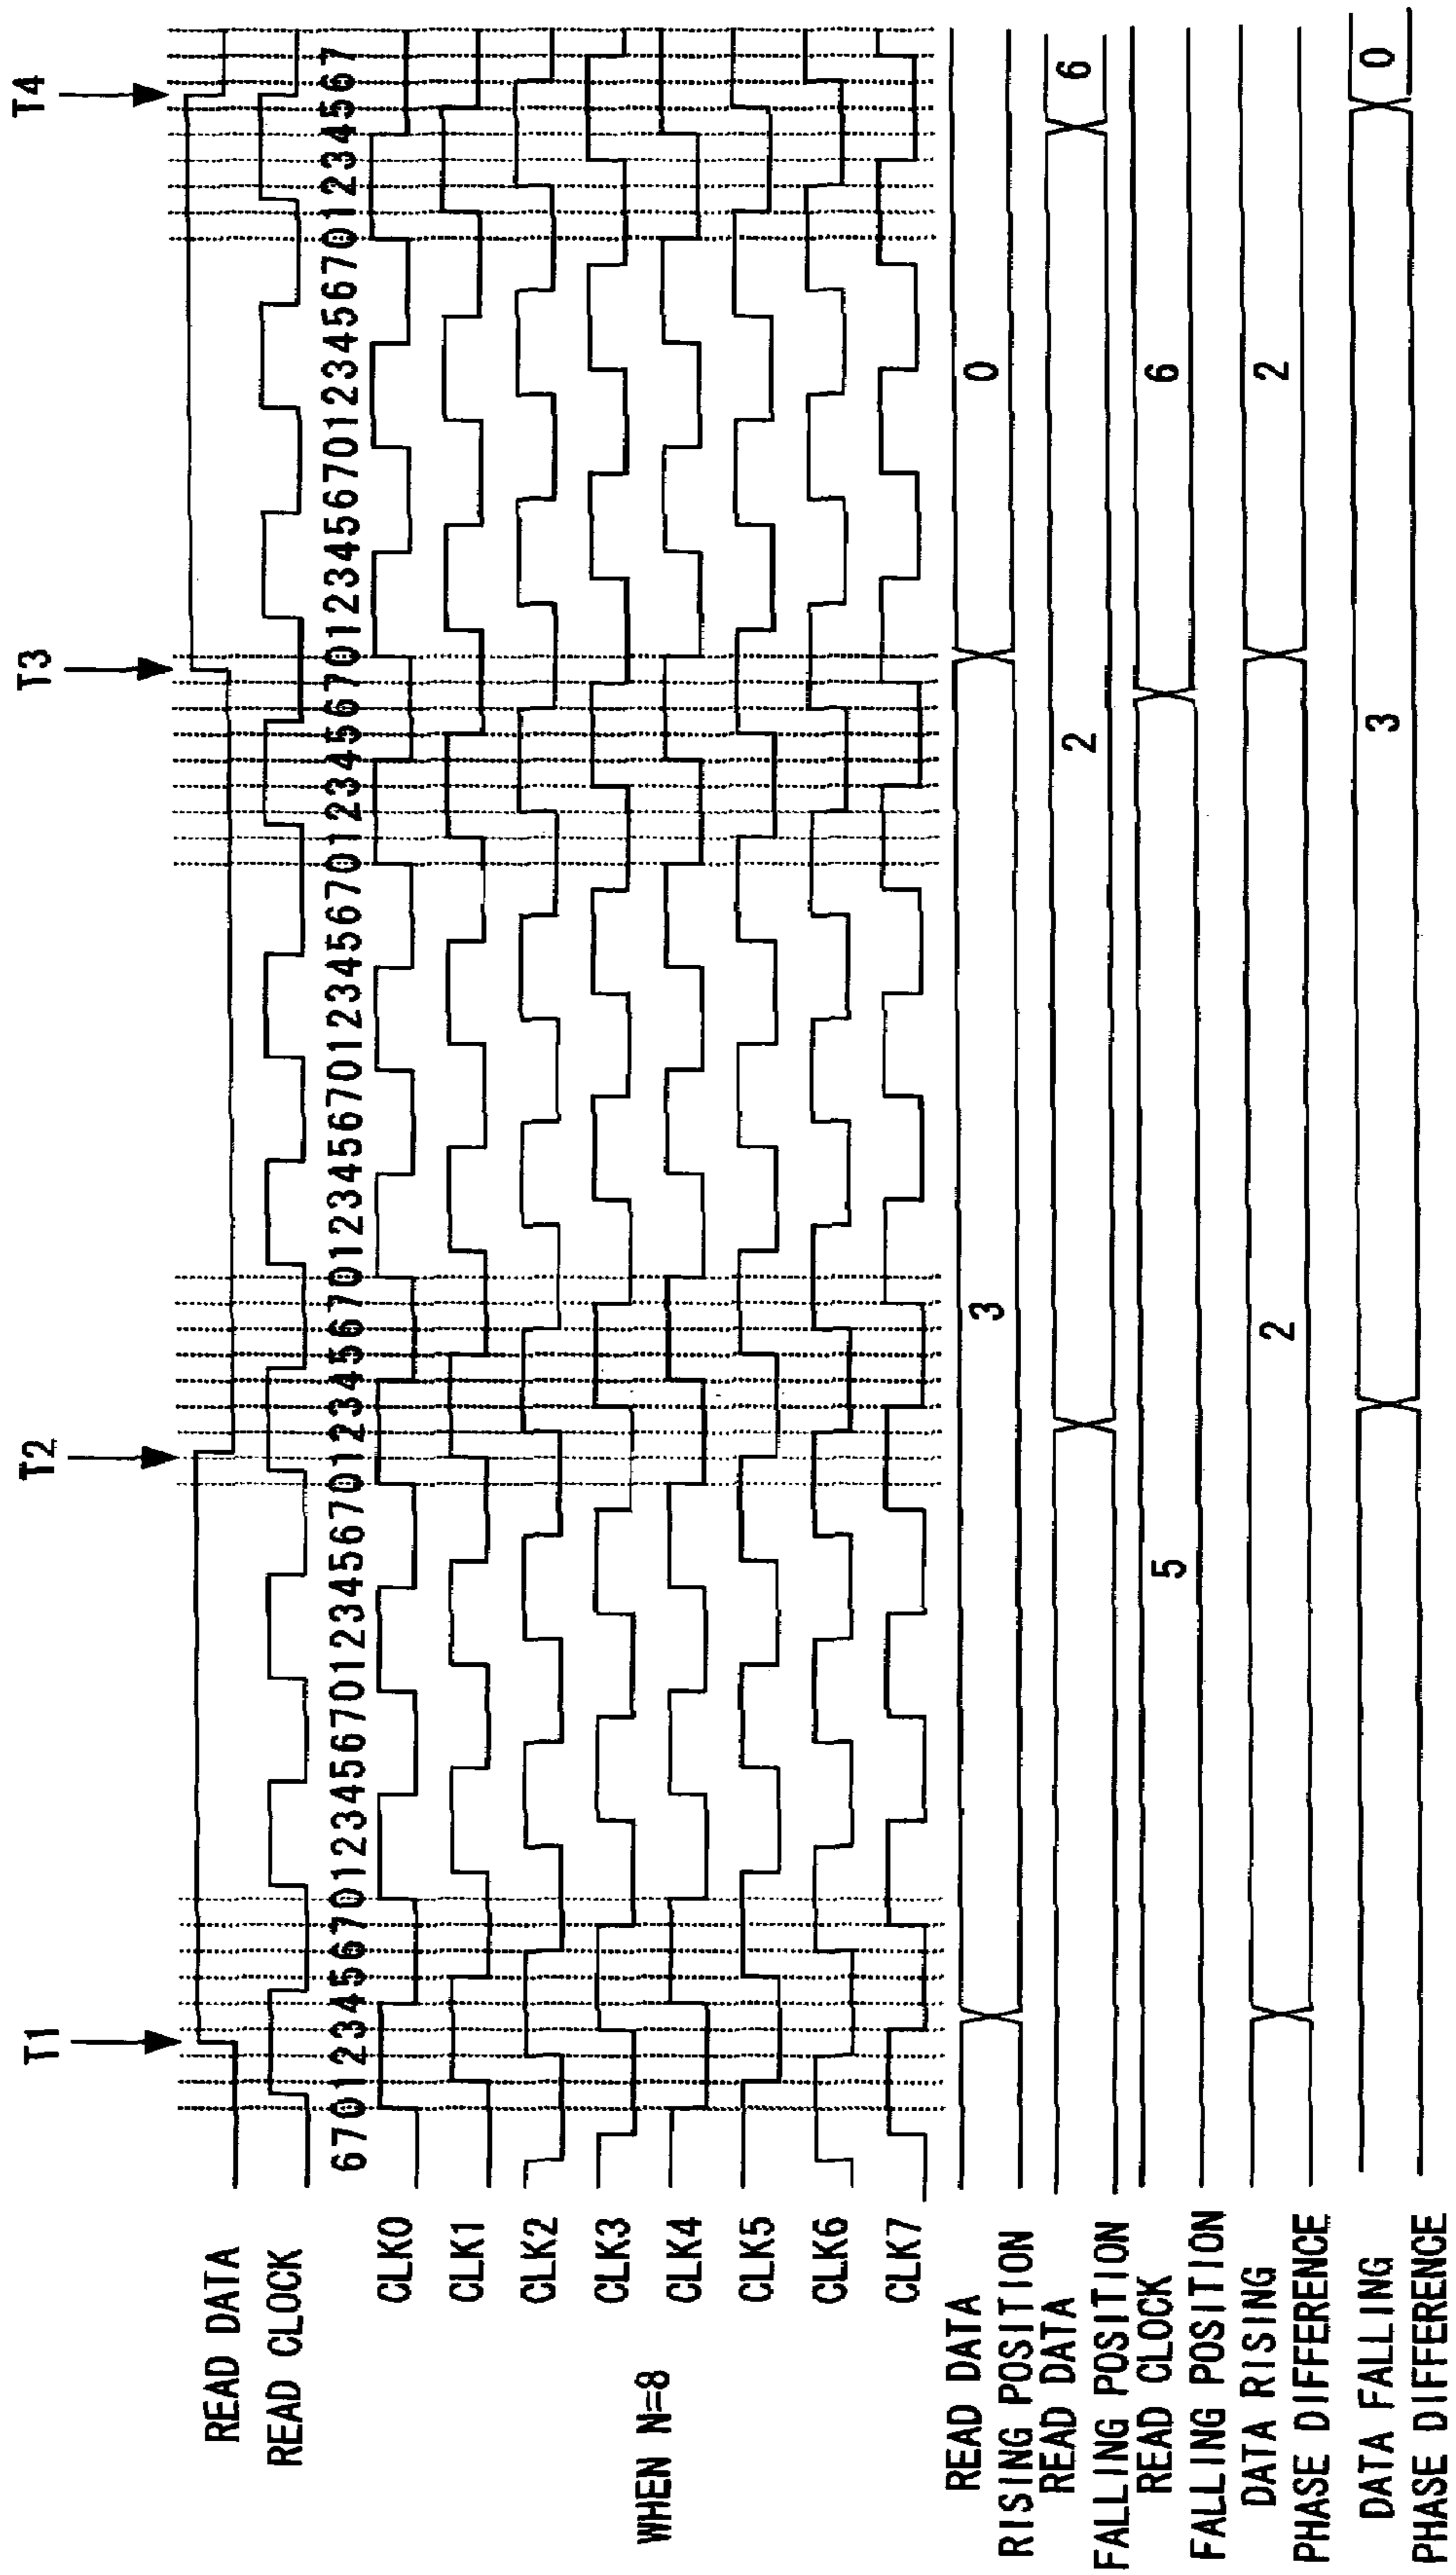 T1 T2 T3 T4
READ DATA
READ CLOCK
6701234567012345670123456701234567012345670123456701234567012345670123456701234567
CLK0
CLK1
CLK2
CLK3
WHEN N=8
CLK4
CLK5
CLK6
CLK7
READ DATA
RISING POSITION
3 0
READ DATA
FALLING POSITION
2 6
READ CLOCK
FALLING POSITION
5 6
DATA RISING
PHASE DIFFERENCE
2 2
DATA FALLING
PHASE DIFFERENCE
3 0